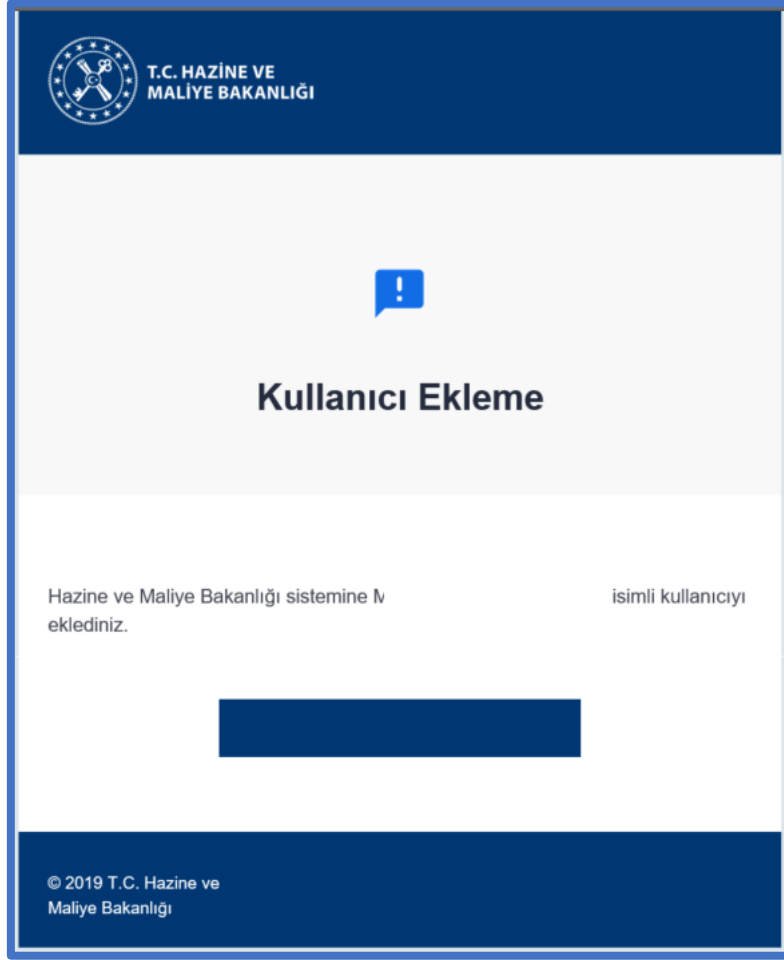 T.C. HAZİNE VE
MALİYE BAKANLIĞI
Kullanıcı Ekleme
Hazine ve Maliye Bakanlığı sistemine isimli kullanıcıyı
eklediniz.
© 2019 T.C. Hazine ve
Maliye Bakanlığı